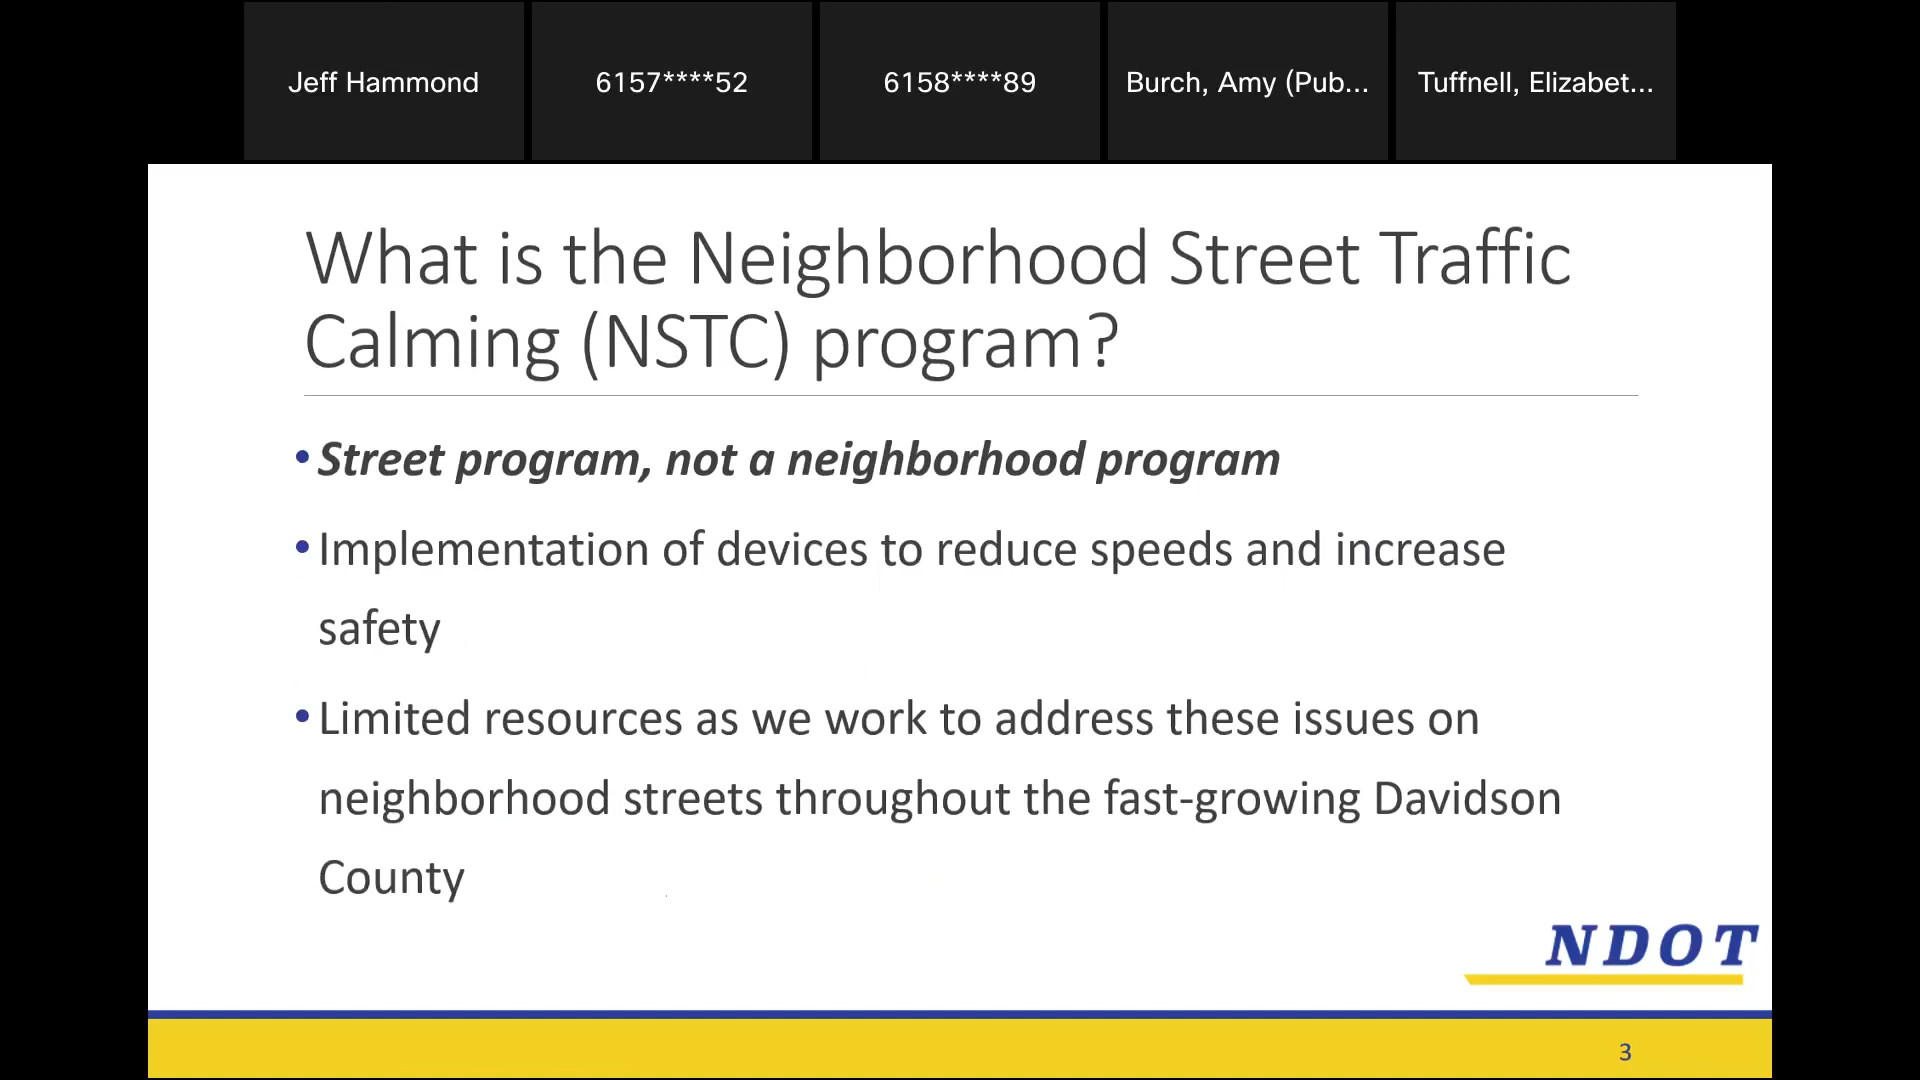 Jeff Hammond
6157****52
6158****89
Burch, Amy (Pub...
Tuffnell, Elizabet...
What is the Neighborhood Street Traffic
Calming (NSTC) program?
• Street program, not a neighborhood program
• Implementation of devices to reduce speeds and increase
safety
• Limited resources as we work to address these issues on
neighborhood streets throughout the fast-growing Davidson
County
NDOT
3